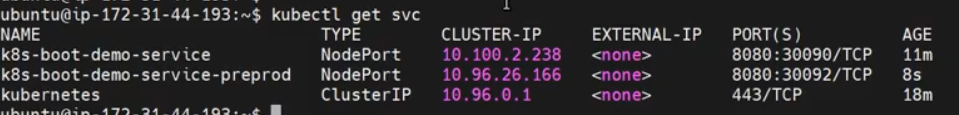 ubuntu@ip-172-31-44-193:~$ kubectl get svc
NAME TYPE CLUSTER-IP EXTERNAL-IP PORT(S) AGE
k8s-boot-demo-service NodePort 10.100.2.238 <none> 8080:30090/TCP 11m
k8s-boot-demo-service-preprod NodePort 10.96.26.166 <none> 8080:30092/TCP 8s
kubernetes ClusterIP 10.96.0.1 <none> 443/TCP 18m
ubuntu@ip-172-31-44-193:~$